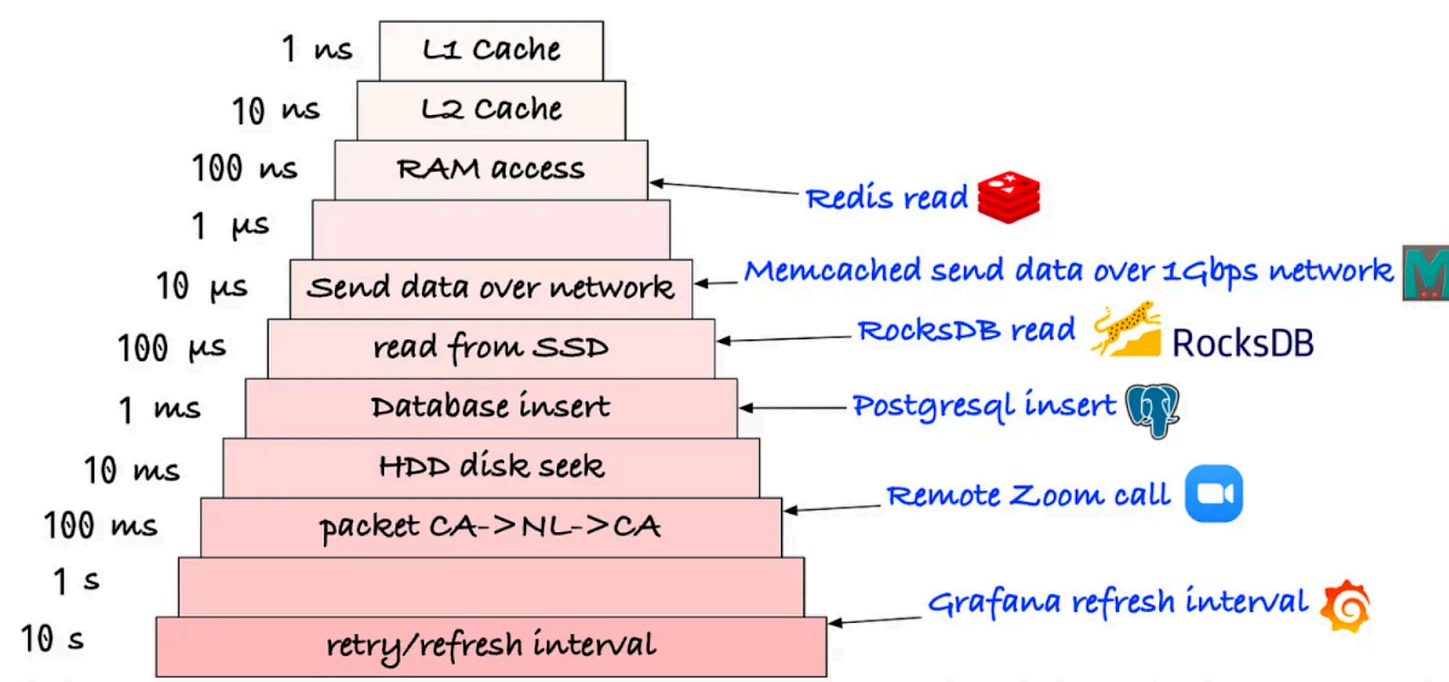 1 ns L1 Cache
10 ns L2 Cache
100 ns RAM access
Redis read
1 μs
10 μs Send data over network
Memcached send data over 1Gbps network M
100 μs read from SSD
RocksDB read RocksDB
1 ms Database insert
Postgresql insert
10 ms HDD disk seek
Remote Zoom call
100 ms packet CA->NL->CA
1 s
Grafana refresh interval
10 s retry/refresh interval